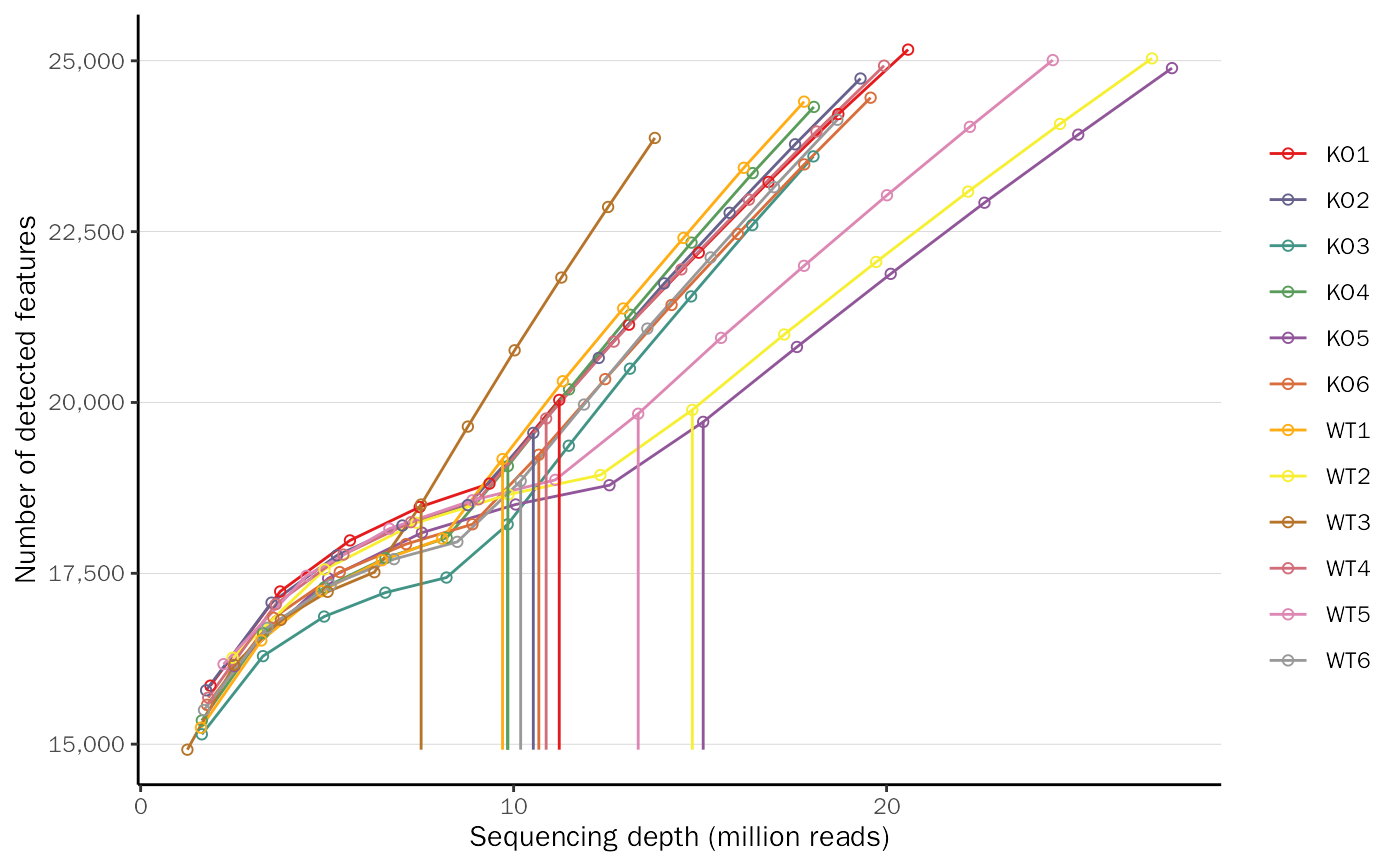 Number of detected features
25,000
22,500
20,000
17,500
15,000
0
10
20
Sequencing depth (million reads)
KO1
KO2
KO3
KO4
KO5
KO6
WT1
WT2
WT3
WT4
WT5
WT6